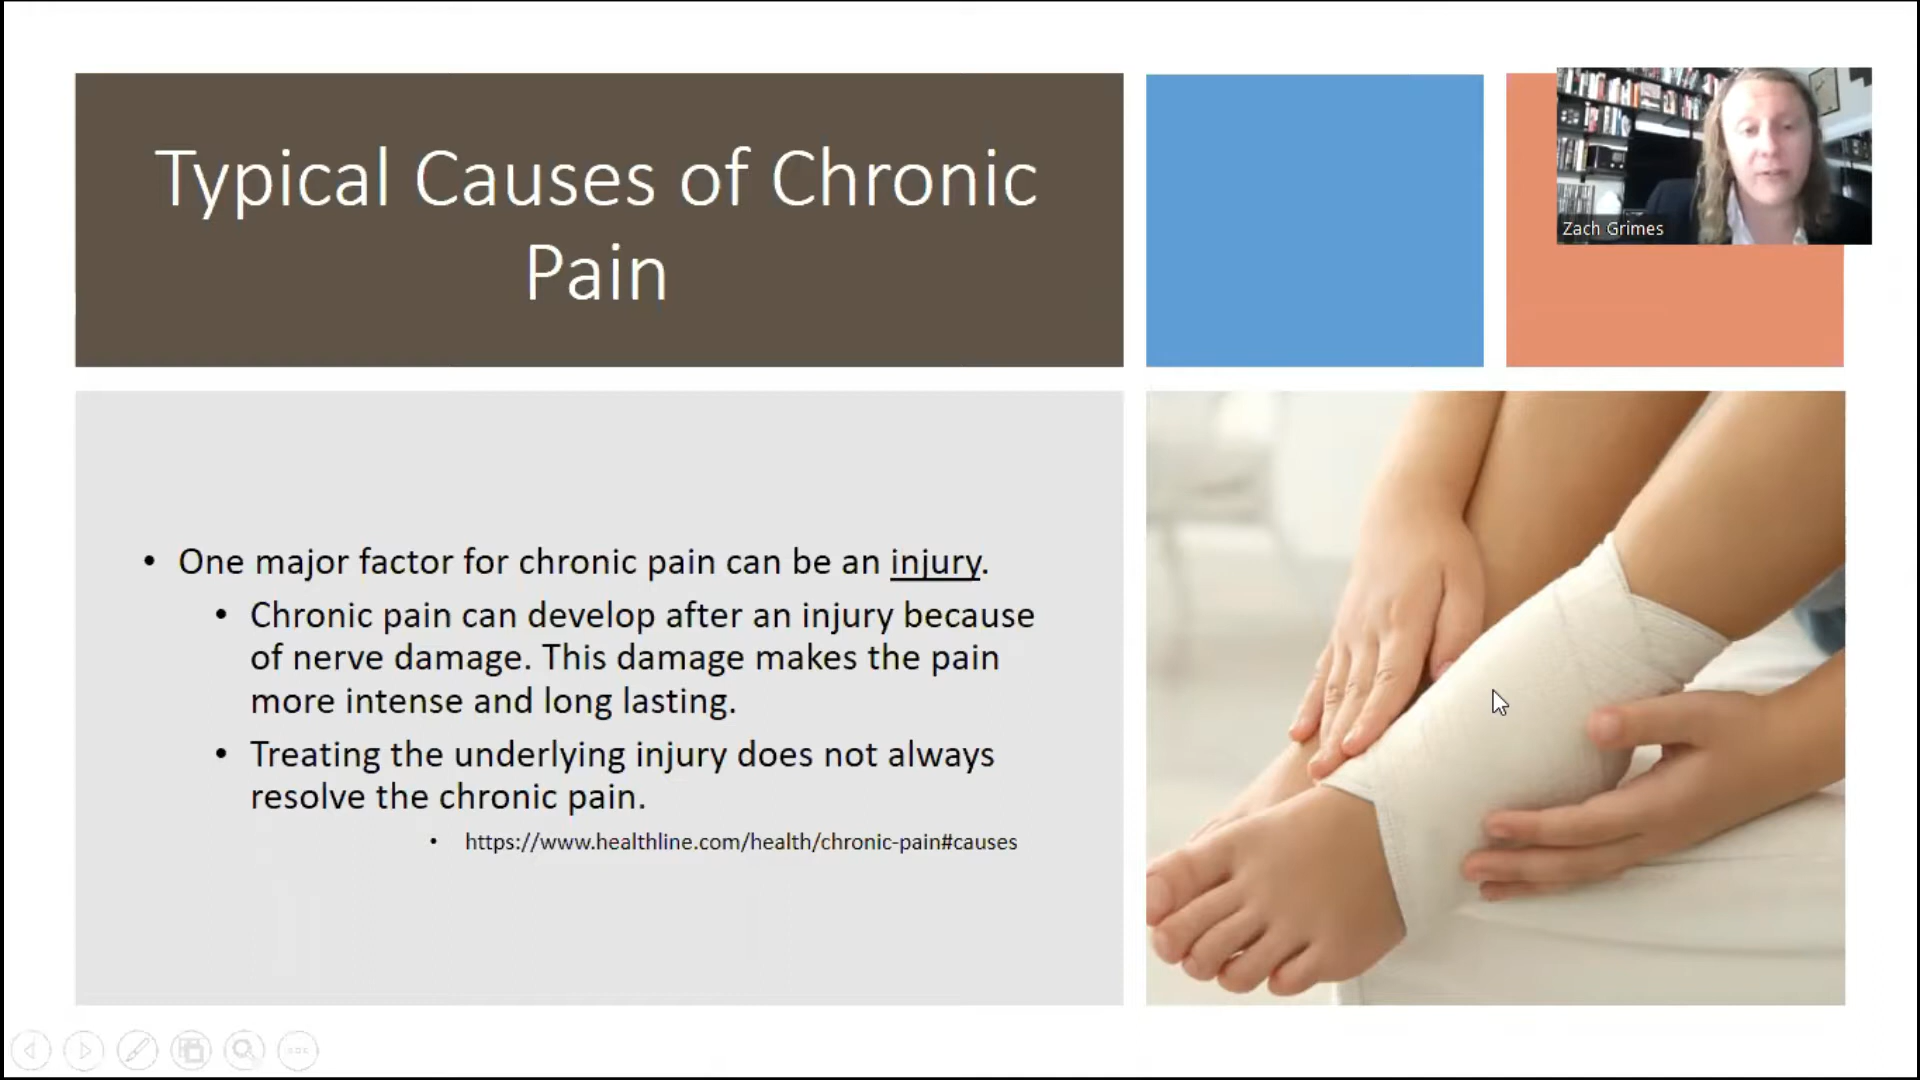 Typical Causes of Chronic
Pain
Zach Grimes
• One major factor for chronic pain can be an injury.
• Chronic pain can develop after an injury because
of nerve damage. This damage makes the pain
more intense and long lasting.
• Treating the underlying injury does not always
resolve the chronic pain.
• https://www.healthline.com/health/chronic-pain#causes